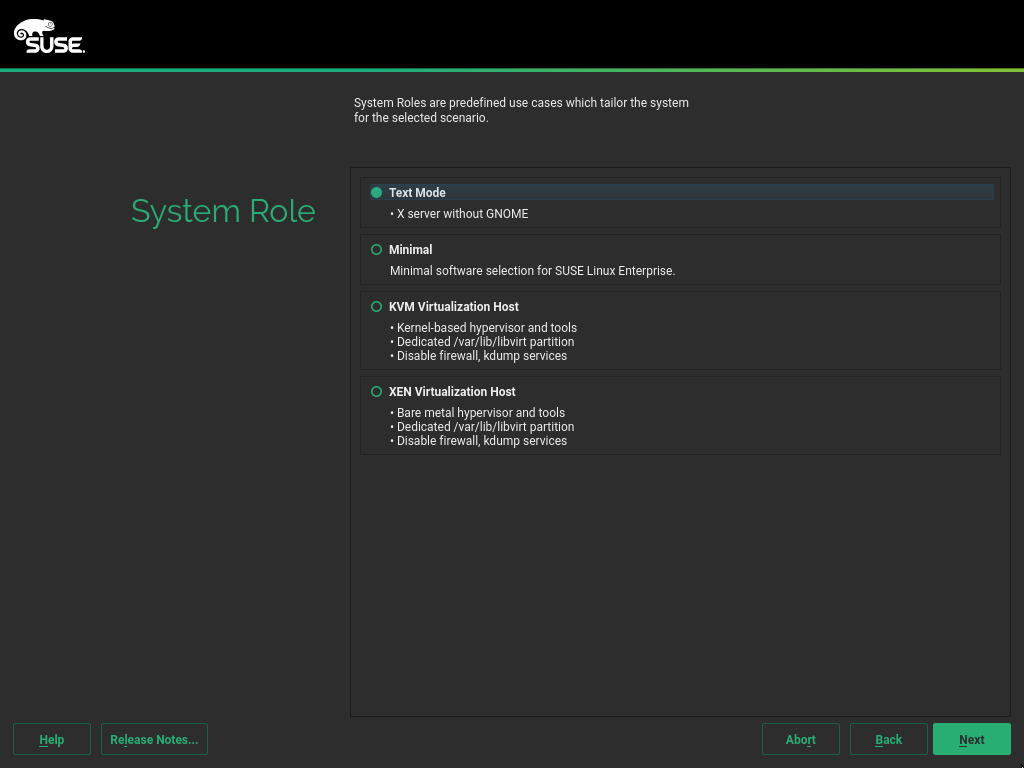 SUSE.
System Roles are predefined use cases which tailor the system
for the selected scenario.
System Role
Text Mode
• X server without GNOME
Minimal
Minimal software selection for SUSE Linux Enterprise.
KVM Virtualization Host
• Kernel-based hypervisor and tools
• Dedicated /var/lib/libvirt partition
• Disable firewall, kdump services
XEN Virtualization Host
• Bare metal hypervisor and tools
• Dedicated /var/lib/libvirt partition
• Disable firewall, kdump services
Help
Release Notes...
Abort
Back
Next